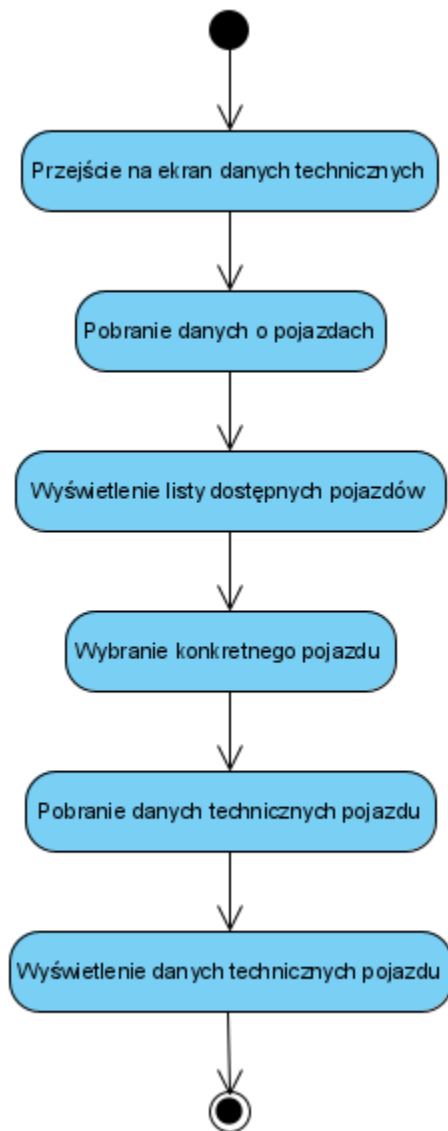 Przejście na ekran danych technicznych
Pobranie danych o pojazdach
Wyświetlenie listy dostępnych pojazdów
Wybranie konkretnego pojazdu
Pobranie danych technicznych pojazdu
Wyświetlenie danych technicznych pojazdu